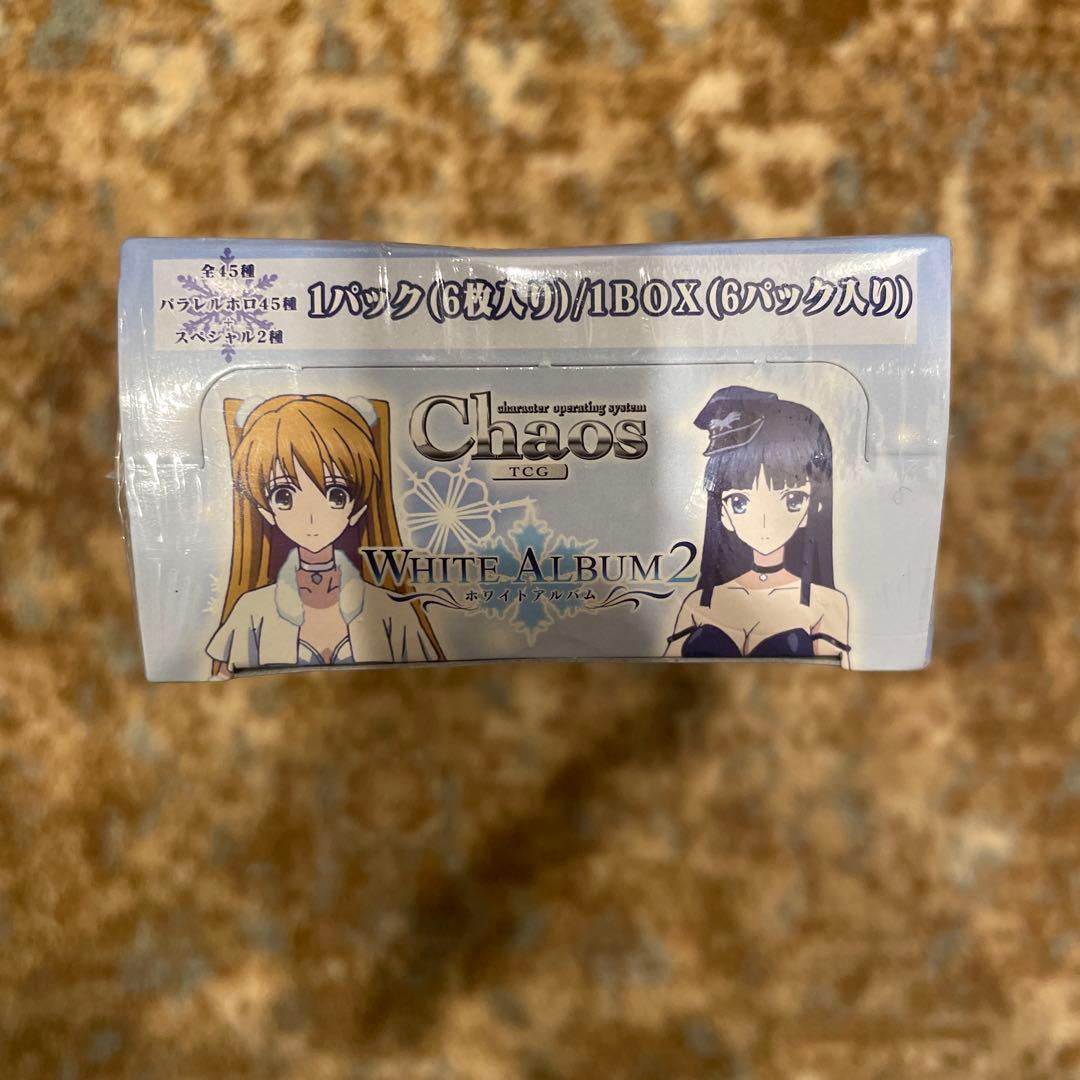 全45種
パラレルホロ45種
+
スペシャル2種
1パック(6枚入り)/1BOX(6パック入り)
character operating system
Chaos
TCG
WHITE ALBUM2
ホワイトアルバム